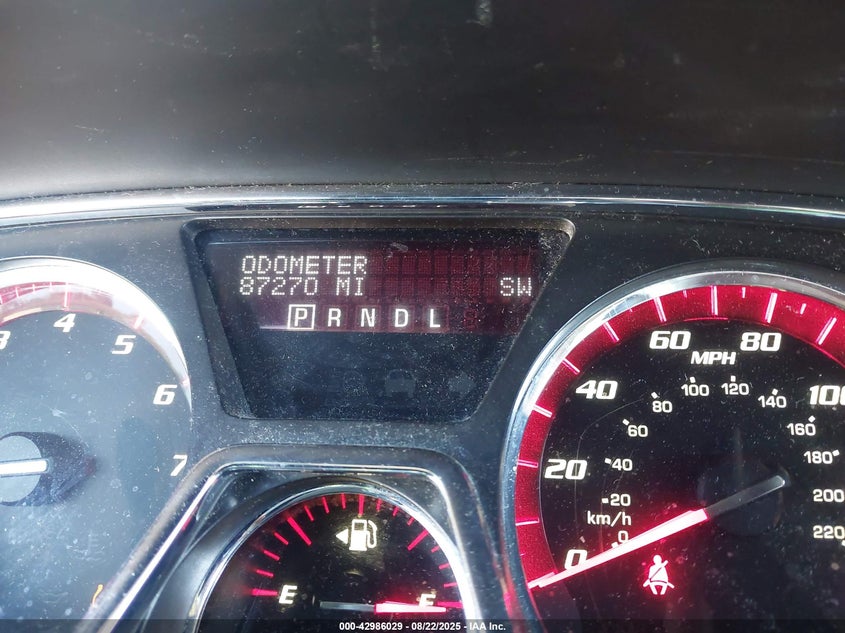 ODOMETER
87270 MI SW
P R N D L
3 4 5 6 7
0 20 40 60 80 100
MPH
0 20 40 60 80 100 120 140 160 180 200 220
km/h
E
000-42986029 - 08/22/2025 - IAA Inc.